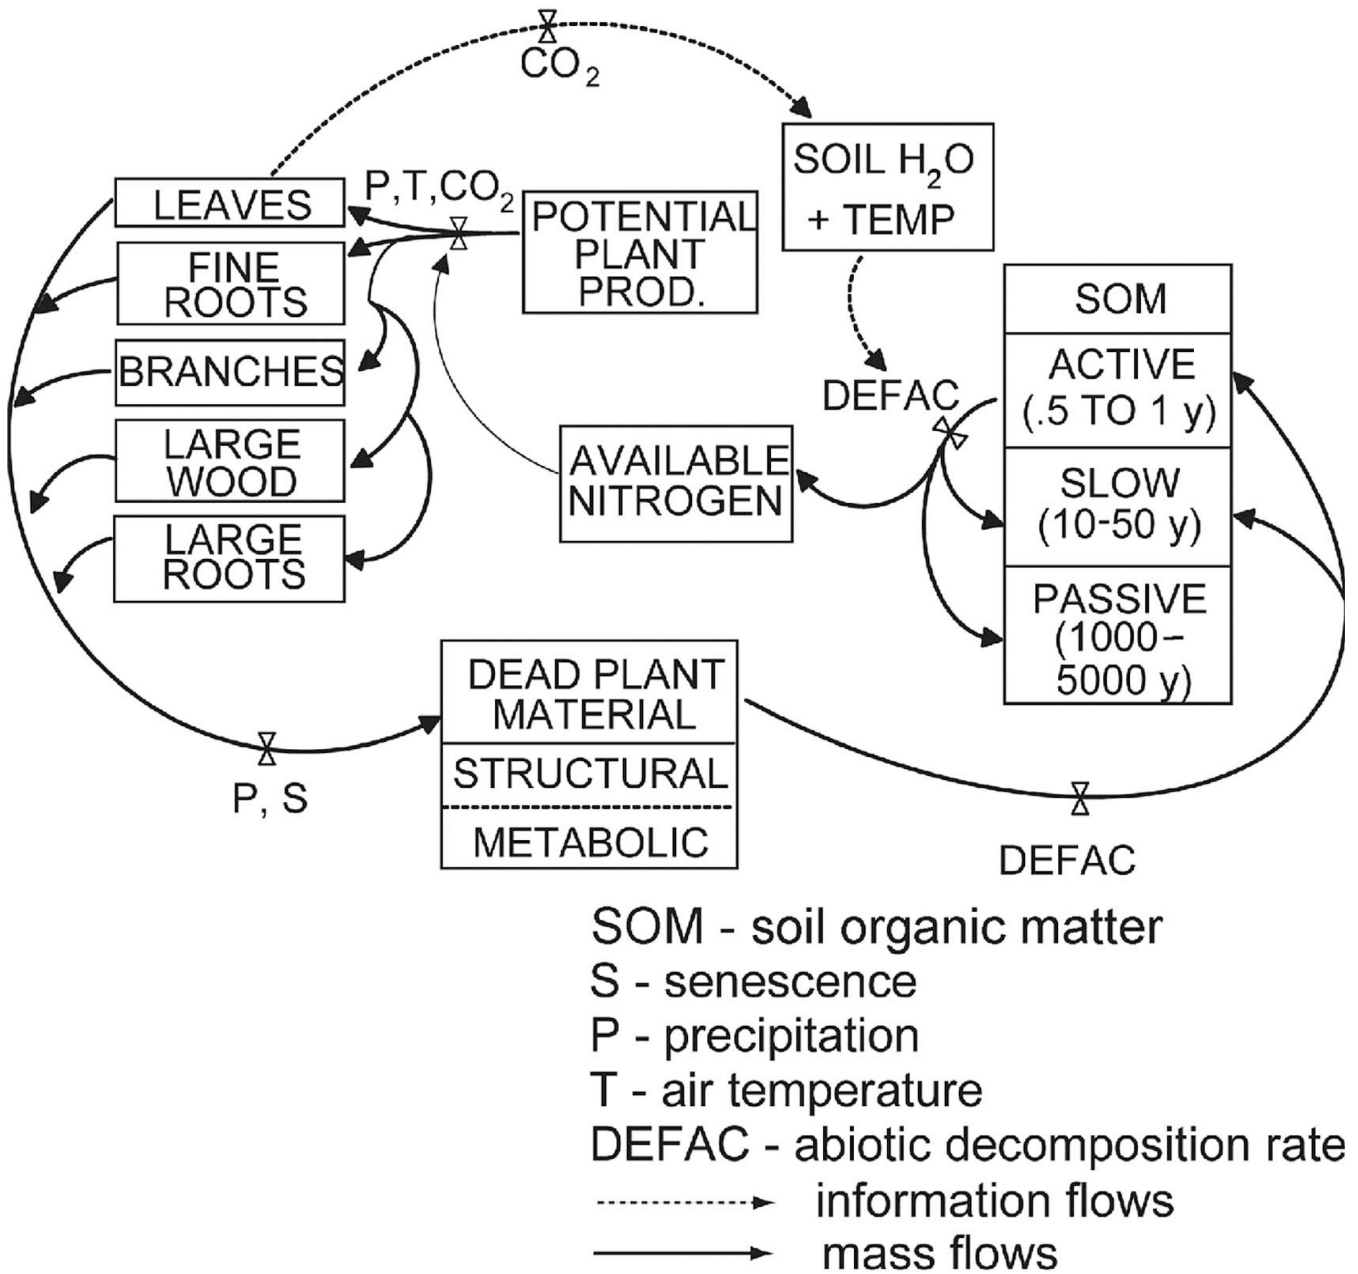 CO2
SOIL H2O
+ TEMP
P,T,CO2
LEAVES
FINE
ROOTS
BRANCHES
LARGE
WOOD
LARGE
ROOTS
POTENTIAL
PLANT
PROD.
SOM
ACTIVE
(.5 TO 1 y)
SLOW
(10-50 y)
PASSIVE
(1000–
5000 y)
DEFAC
AVAILABLE
NITROGEN
DEAD PLANT
MATERIAL
STRUCTURAL
METABOLIC
P, S
DEFAC
SOM - soil organic matter
S - senescence
P - precipitation
T - air temperature
DEFAC - abiotic decomposition rate
information flows
mass flows